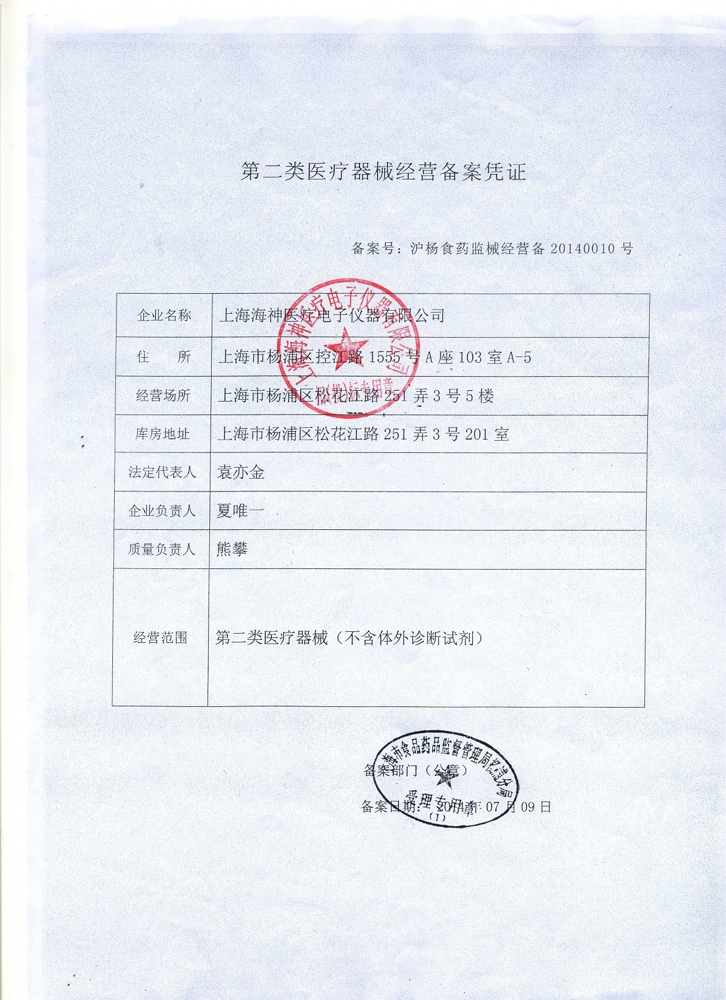 第二类医疗器械经营备案凭证
备案号：沪杨食药监械经营备 20140010 号
企业名称 上海海神医疗电子仪器有限公司
住 所 上海市杨浦区控江路 1555 号 A 座 103 室 A-5
经营场所 上海市杨浦区松花江路 251 弄 3 号 5 楼
库房地址 上海市杨浦区松花江路 251 弄 3 号 201 室
法定代表人 袁亦金
企业负责人 夏唯一
质量负责人 熊攀
经营范围 第二类医疗器械（不含体外诊断试剂）
上海海神医疗电子仪器有限公司
招(投)标专用章
备案部门（公章）
备案日期： 2014 年 07 月 09 日
上海市食品药品监督管理局杨浦分局
受理专用章
(1)